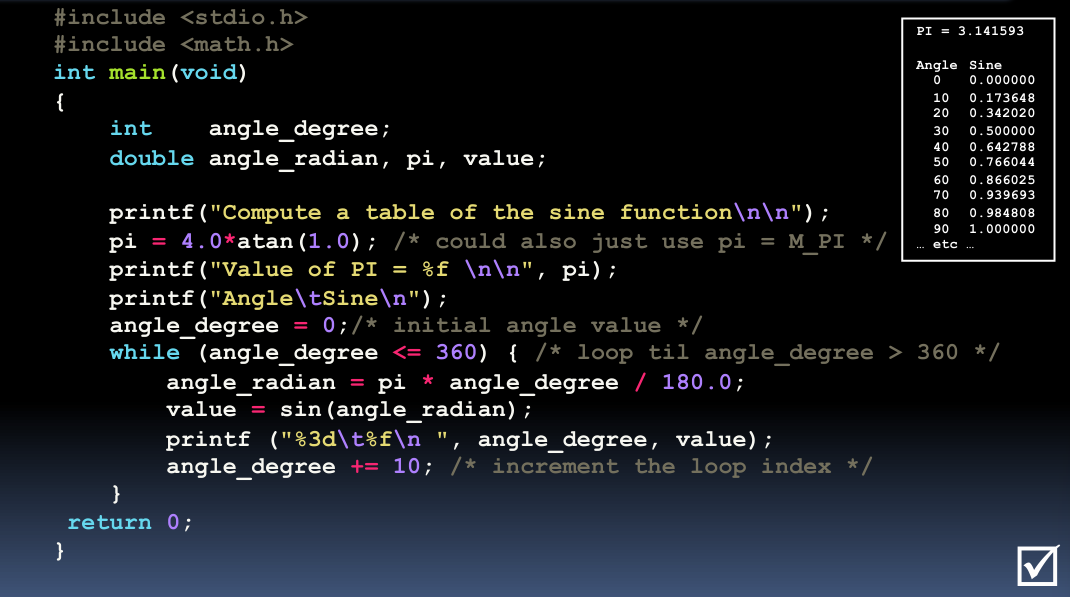 #include <stdio.h>
#include <math.h>
int main(void)
{
int    angle_degree;
double angle_radian, pi, value;
printf("Compute a table of the sine function\n\n");
pi = 4.0*atan(1.0); /* could also just use pi = M_PI */
printf("Value of PI = %f \n\n", pi);
printf("Angle\tSine\n");
angle_degree = 0;/* initial angle value */
while (angle_degree <= 360) { /* loop til angle_degree > 360 */
angle_radian = pi * angle_degree / 180.0;
value = sin(angle_radian);
printf ("%3d\t%f\n ", angle_degree, value);
angle_degree += 10; /* increment the loop index */
}
return 0;
}
PI = 3.141593
Angle Sine
0 0.000000
10 0.173648
20 0.342020
30 0.500000
40 0.642788
50 0.766044
60 0.866025
70 0.939693
80 0.984808
90 1.000000
… etc …